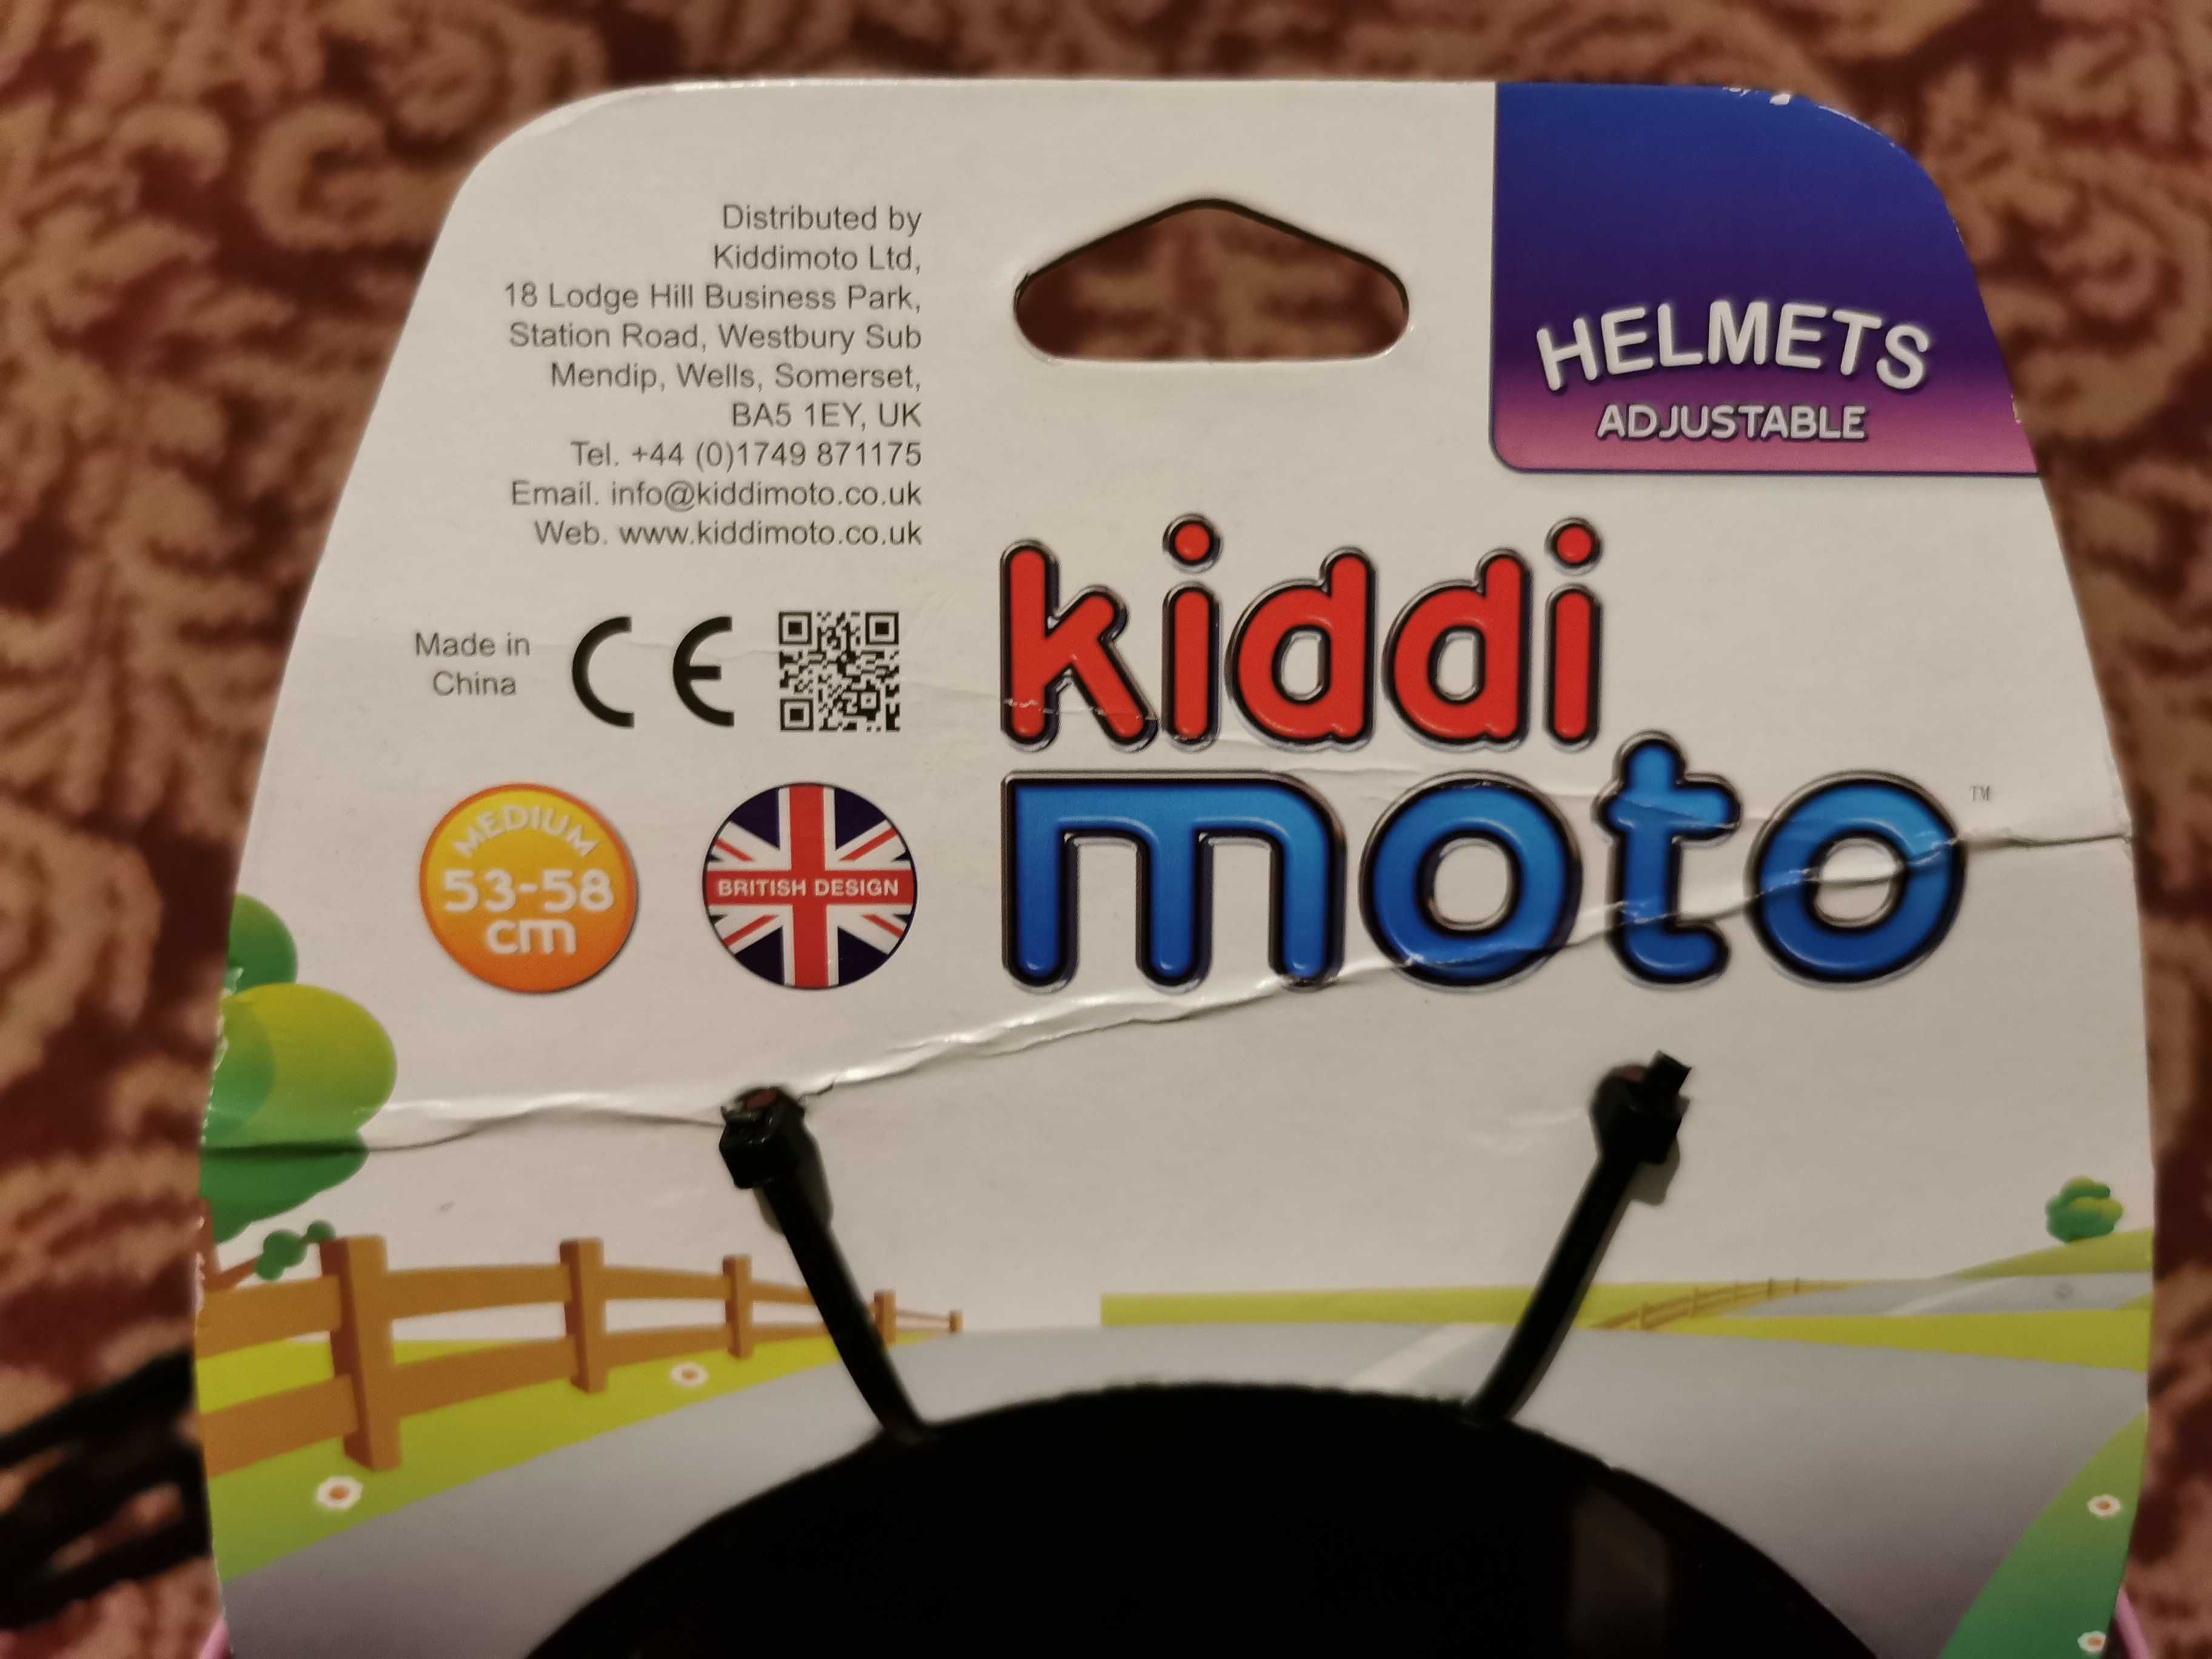 Distributed by
Kiddimoto Ltd,
18 Lodge Hill Business Park,
Station Road, Westbury Sub
Mendip, Wells, Somerset,
BA5 1EY, UK
Tel. +44 (0)1749 871175
Email. info@kiddimoto.co.uk
Web. www.kiddimoto.co.uk
Made in
China
CE
MEDIUM
53-58
cm
BRITISH DESIGN
HELMETS
ADJUSTABLE
kiddi
moto
TM